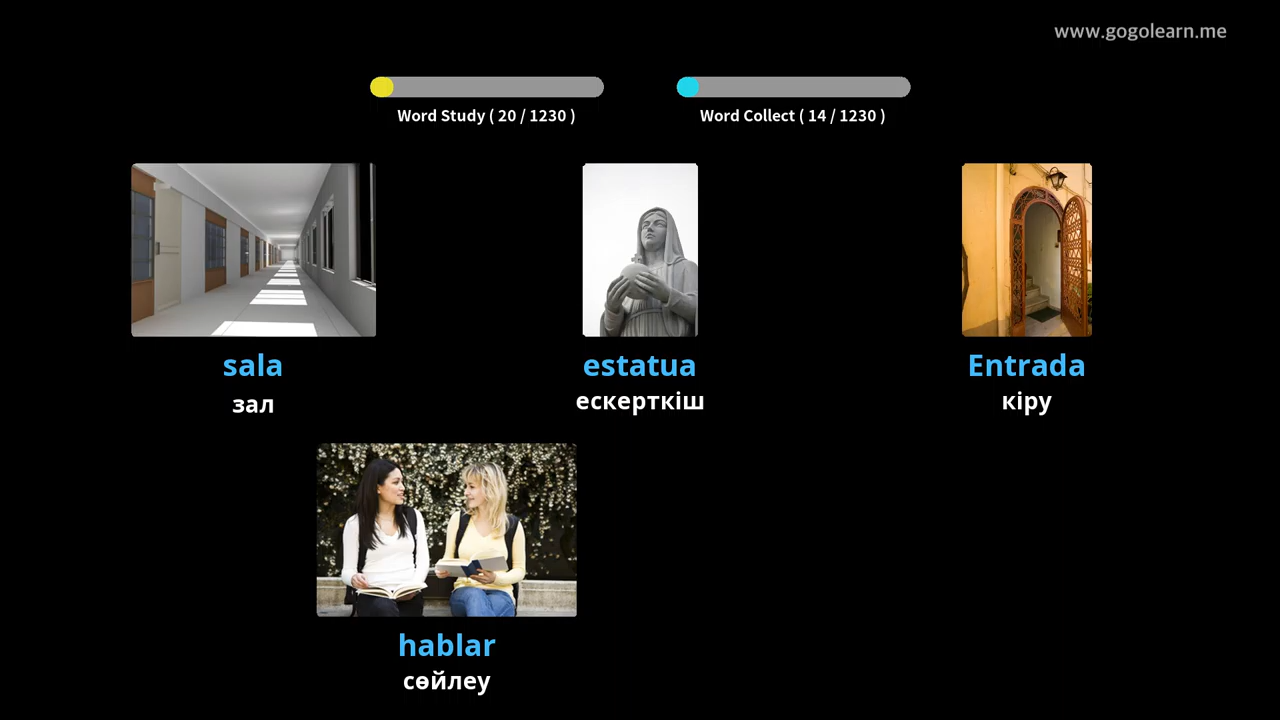 www.gogolearn.me
Word Study ( 20 / 1230 )
Word Collect ( 14 / 1230 )
sala
зал
estatua
ескерткіш
Entrada
кіру
hablar
сөйлеу